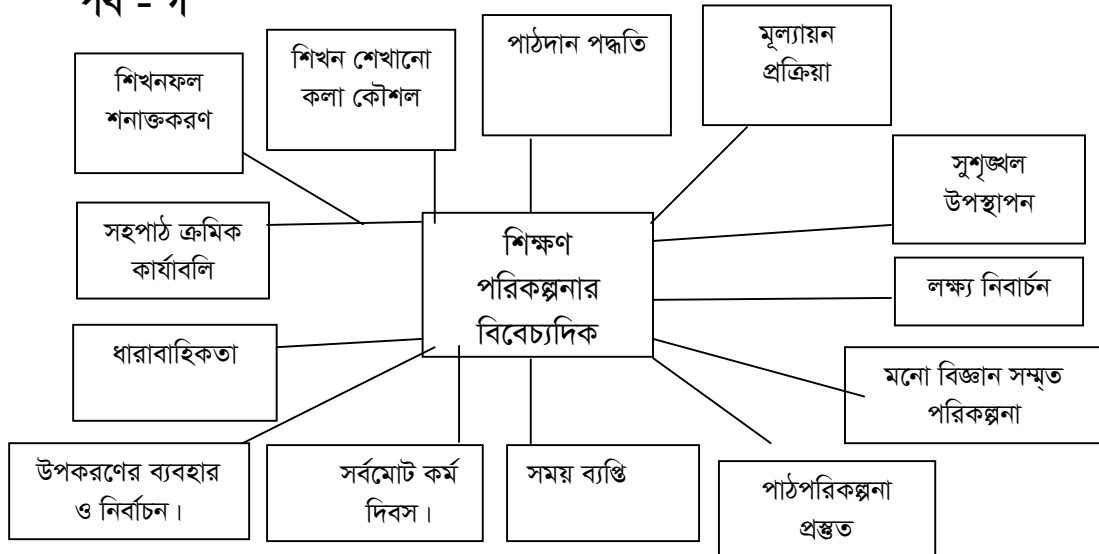 পর্ব - গ
শিখনফল
শনাক্তকরণ
শিখন শেখানো
কলা কৌশল
পাঠদান পদ্ধতি
মূল্যায়ন
প্রক্রিয়া
সুশৃঙ্খল
উপস্থাপন
সহপাঠ ক্রমিক
কার্যাবলি
শিক্ষণ
পরিকল্পনার
বিবেচ্যদিক
লক্ষ্য নিবার্চন
ধারাবাহিকতা
মনো বিজ্ঞান সম্মৃত
পরিকল্পনা
উপকরণের ব্যবহার
ও নির্বাচন।
সর্বমোট কর্ম
দিবস।
সময় ব্যপ্তি
পাঠপরিকল্পনা
প্রস্তুত